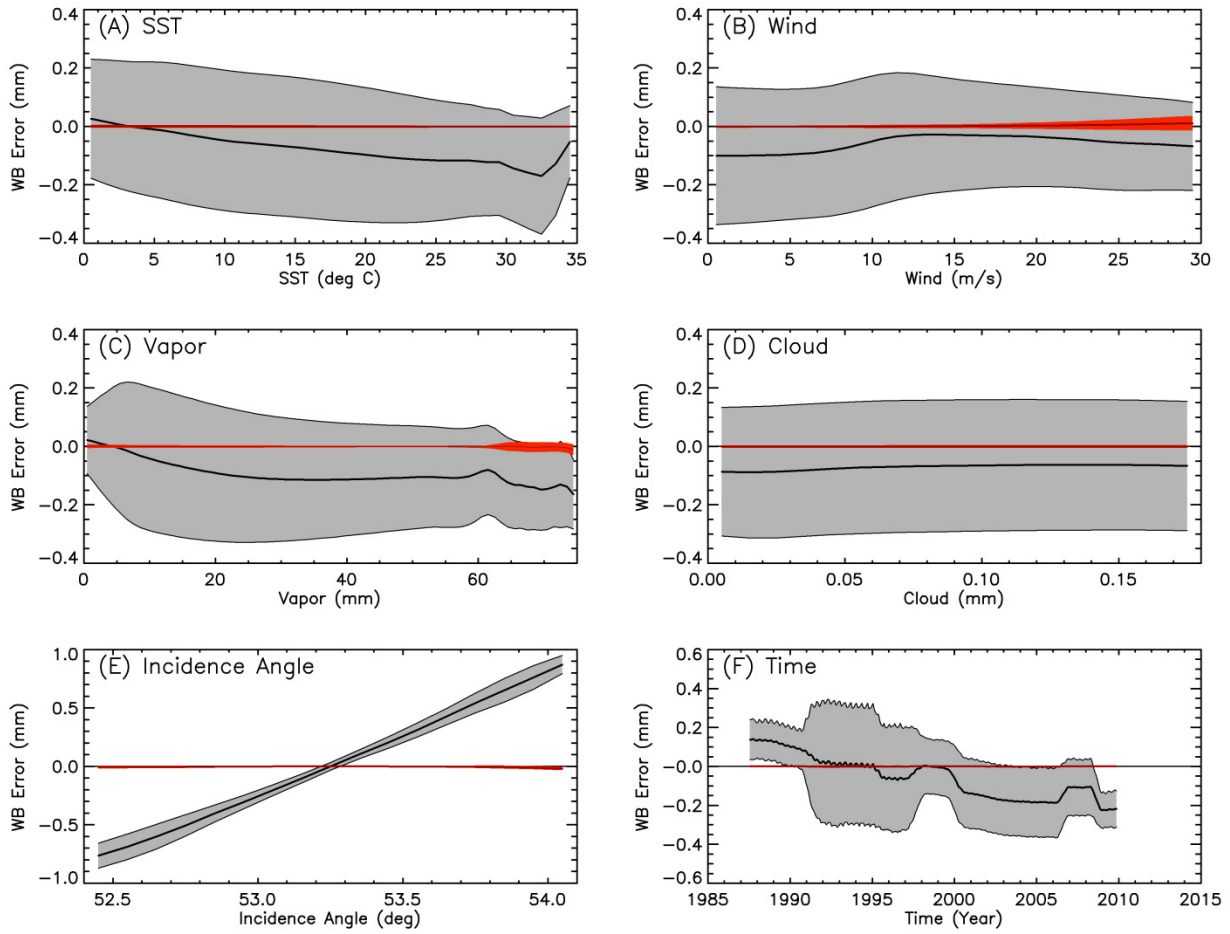 (A) SST
WB Error (mm)
0.4
0.2
0.0
−0.2
−0.4
0 5 10 15 20 25 30 35
SST (deg C)
(B) Wind
WB Error (mm)
0.4
0.2
0.0
−0.2
−0.4
0 5 10 15 20 25 30
Wind (m/s)
(C) Vapor
WB Error (mm)
0.4
0.2
0.0
−0.2
−0.4
0 20 40 60
Vapor (mm)
(D) Cloud
WB Error (mm)
0.4
0.2
0.0
−0.2
−0.4
0.00 0.05 0.10 0.15
Cloud (mm)
(E) Incidence Angle
WB Error (mm)
1.0
0.5
0.0
−0.5
−1.0
52.5 53.0 53.5 54.0
Incidence Angle (deg)
(F) Time
WB Error (mm)
0.6
0.4
0.2
−0.0
−0.2
−0.4
−0.6
1985 1990 1995 2000 2005 2010 2015
Time (Year)